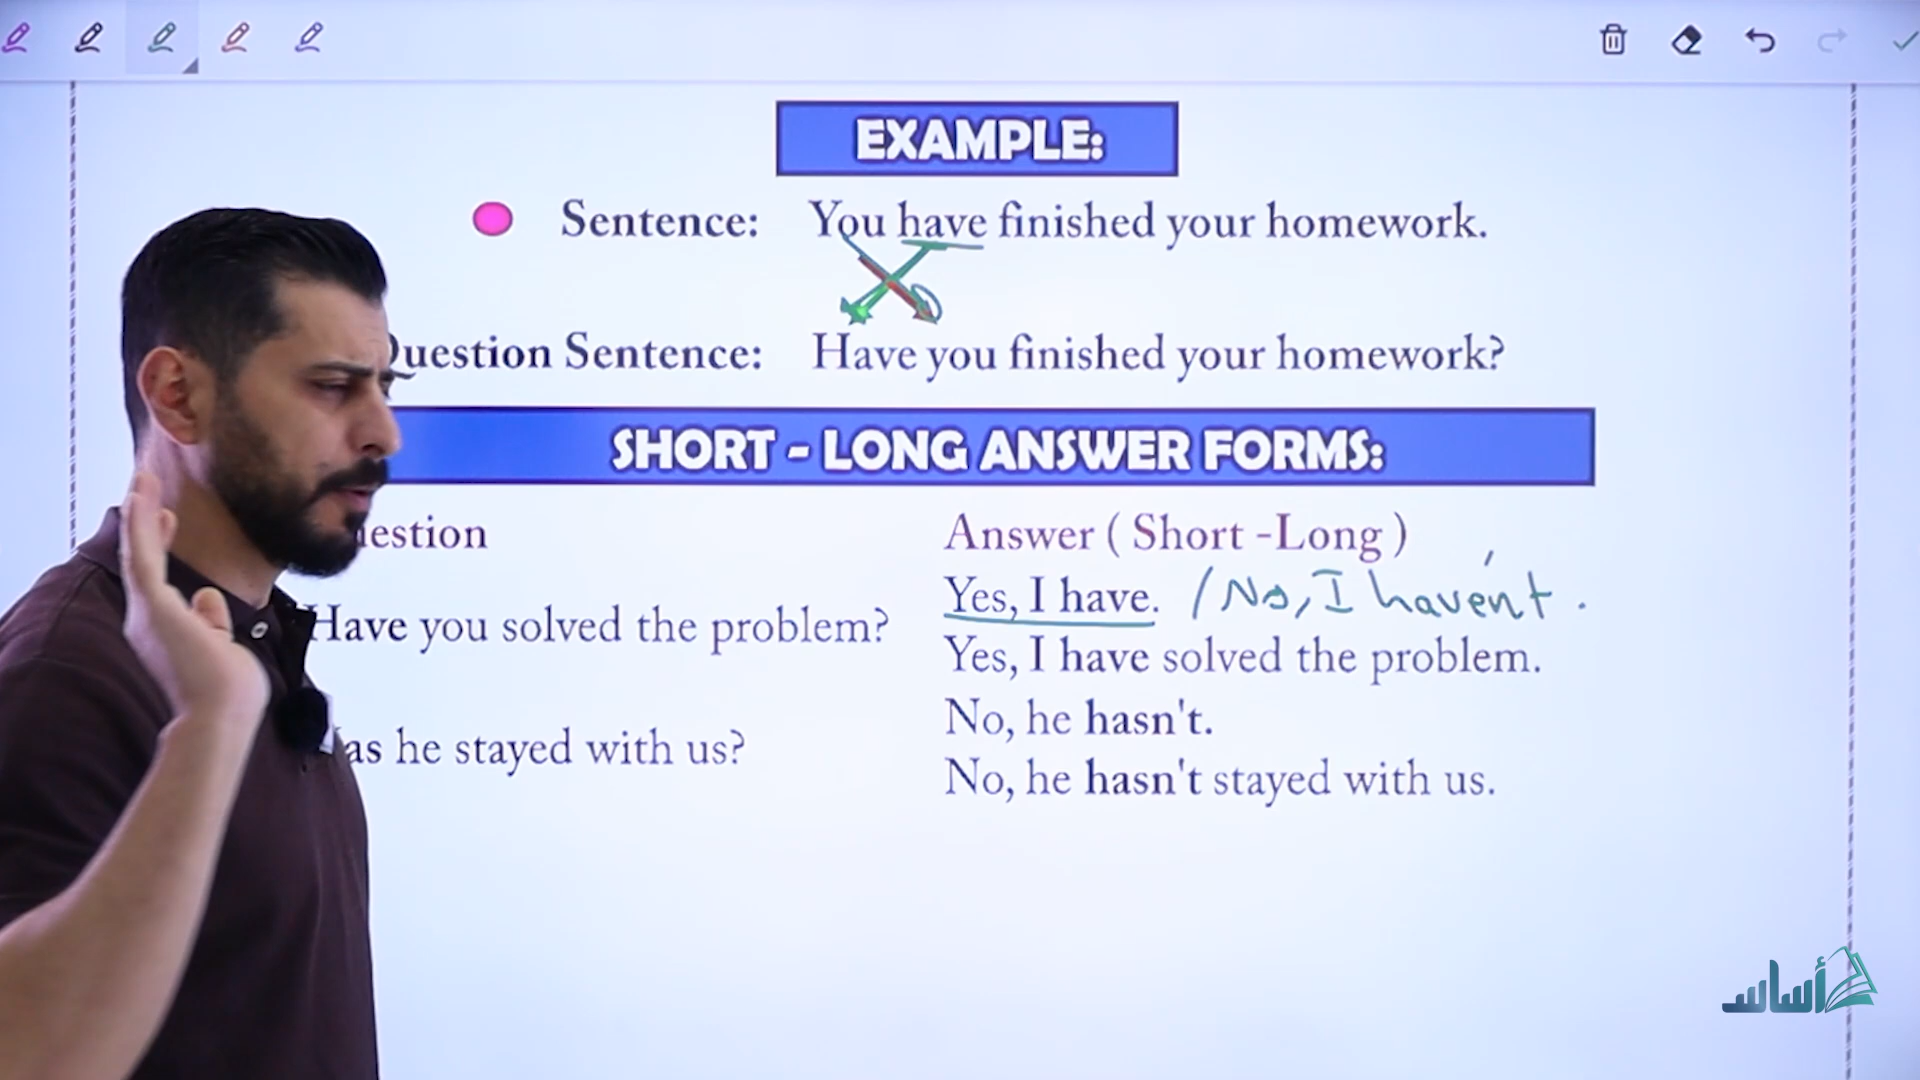 EXAMPLE:
Sentence: You have finished your homework.
Question Sentence: Have you finished your homework?
SHORT - LONG ANSWER FORMS:
estion Answer ( Short -Long )
Yes, I have. / No, I haven't.
Have you solved the problem?
Yes, I have solved the problem.
No, he hasn't.
as he stayed with us?
No, he hasn't stayed with us.
أساس